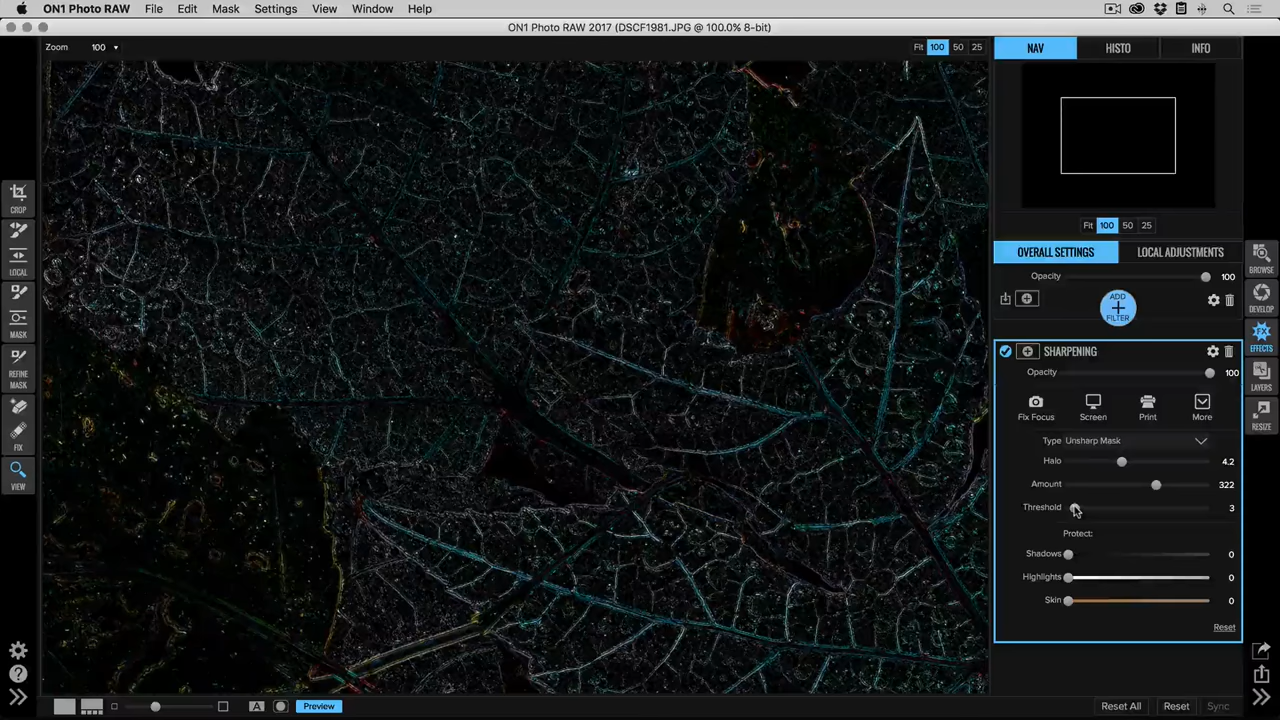 ON1 Photo RAW File Edit Mask Settings View Window Help
ON1 Photo RAW 2017 (DSCF1981.JPG @ 100.0% 8-bit)
Zoom 100 Fit 100 50 25
NAV HISTO INFO
Fit 100 50 25
OVERALL SETTINGS LOCAL ADJUSTMENTS
Opacity 100
ADD
FILTER
SHARPENING
Opacity 100
Fix Focus Screen Print More
Type Unsharp Mask
Halo 4.2
Amount 322
Threshold 3
Protect:
Shadows 0
Highlights 0
Skin 0
Reset
CROP
LOCAL
MASK
REFINE
MASK
FIX
VIEW
BROWSE
DEVELOP
FX
EFFECTS
LAYERS
RESIZE
?
A Preview
Reset All Reset Sync